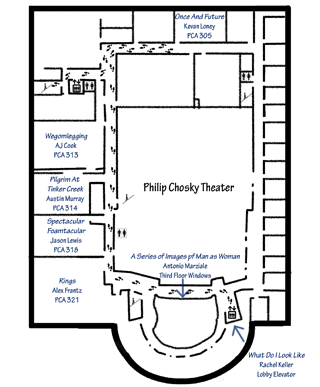 Once And Future
Kevan Loney
PCA 305
Wegomlegging
AJ Cook
PCA 313
Pilgrim At
Tinker Creek
Austin Murray
PCA 314
Philip Chosky Theater
Spectacular
Foamtacular
Jason Lewis
PCA 318
A Series of Images pf Man as Woman
Antonio Marziale
Third Floor Windows
Rings
Alex Frantz
PCA 321
What Do I Look Like
Rachel Keller
Lobby Elevator